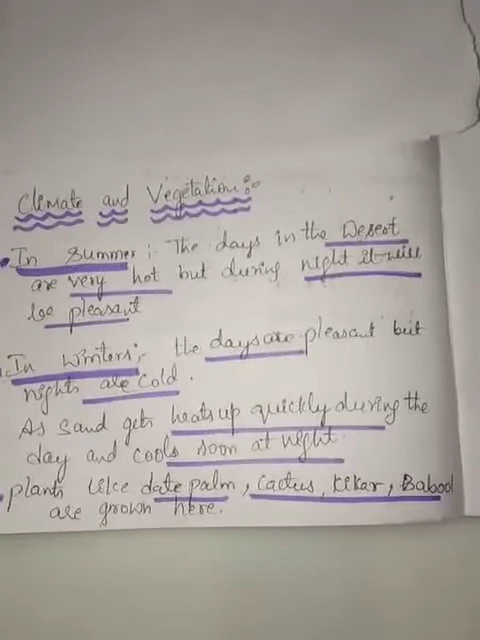 Climate and Vegetation:-
• In Summer; The days in the Desert
are very hot but during night it will
be pleasant
• In Winters; the days are pleasant but
nights are cold.
As sand gets heats up quickly during the
day and cools soon at night.
• plants like date palm, cactus, kikar, Babool
are grown here.